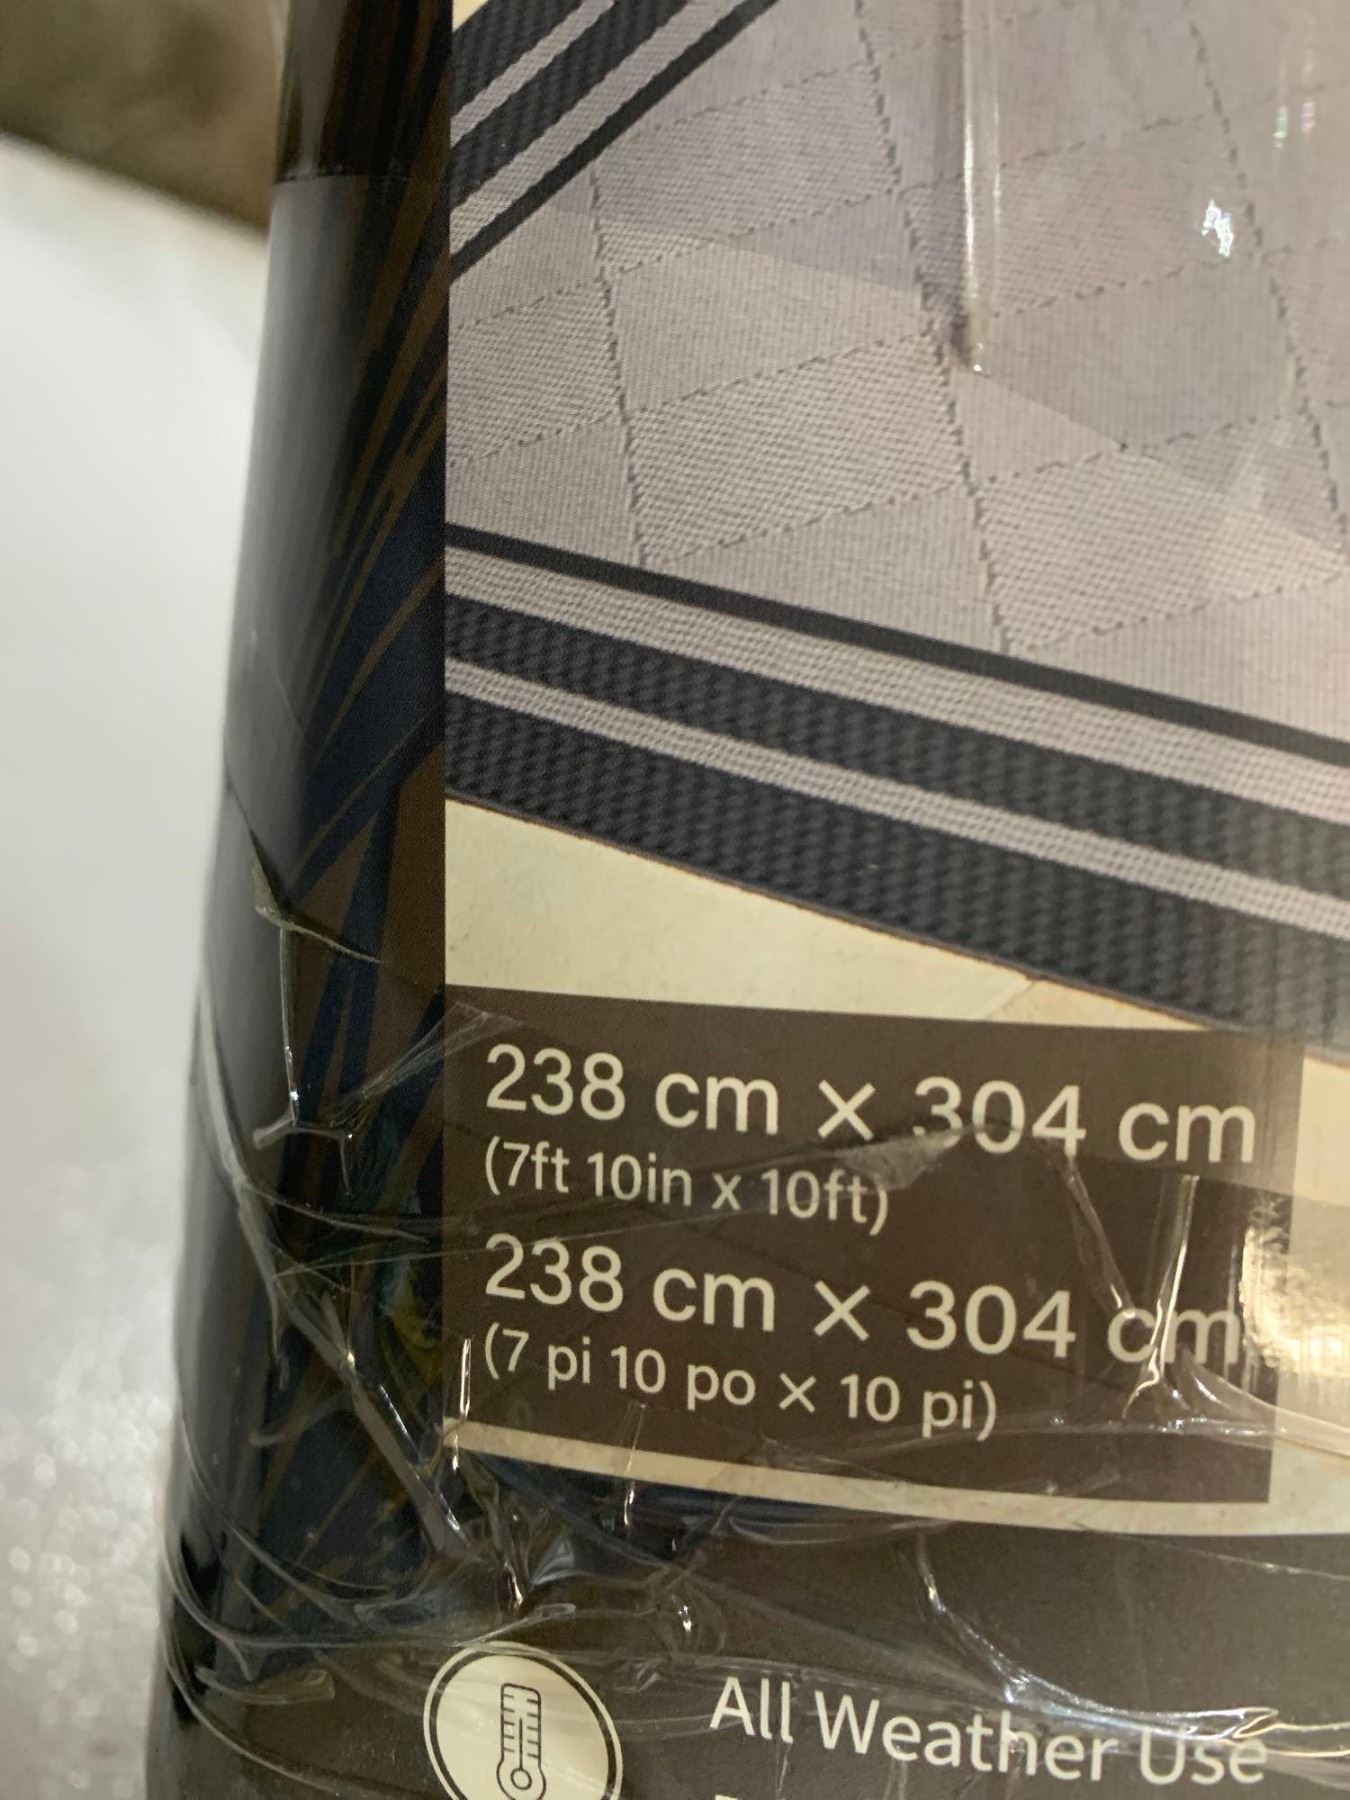 238 cm × 304 cm
(7ft 10in x 10ft)
238 cm × 304 cm
(7 pi 10 po × 10 pi)
All Weather Use